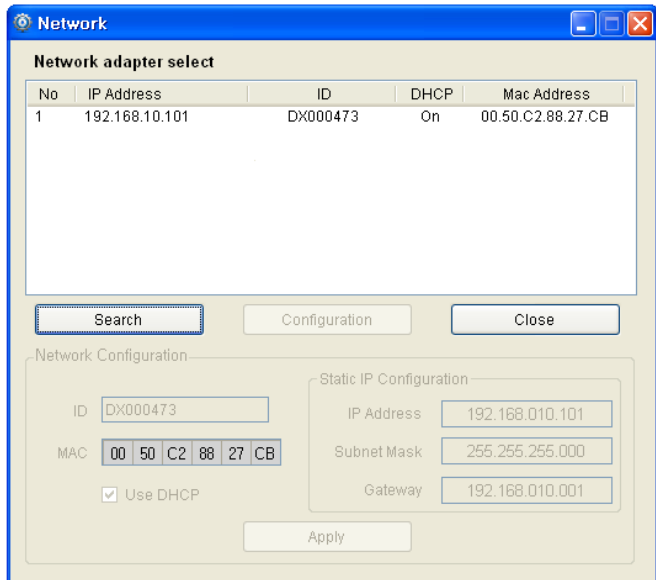 Network
Network adapter select
No IP Address ID DHCP Mac Address
1 192.168.10.101 DX000473 On 00.50.C2.88.27.CB
Search Configuration Close
Network Configuration
Static IP Configuration
ID DX000473
IP Address 192.168.010.101
MAC 00 50 C2 88 27 CB
Subnet Mask 255.255.255.000
Use DHCP
Gateway 192.168.010.001
Apply